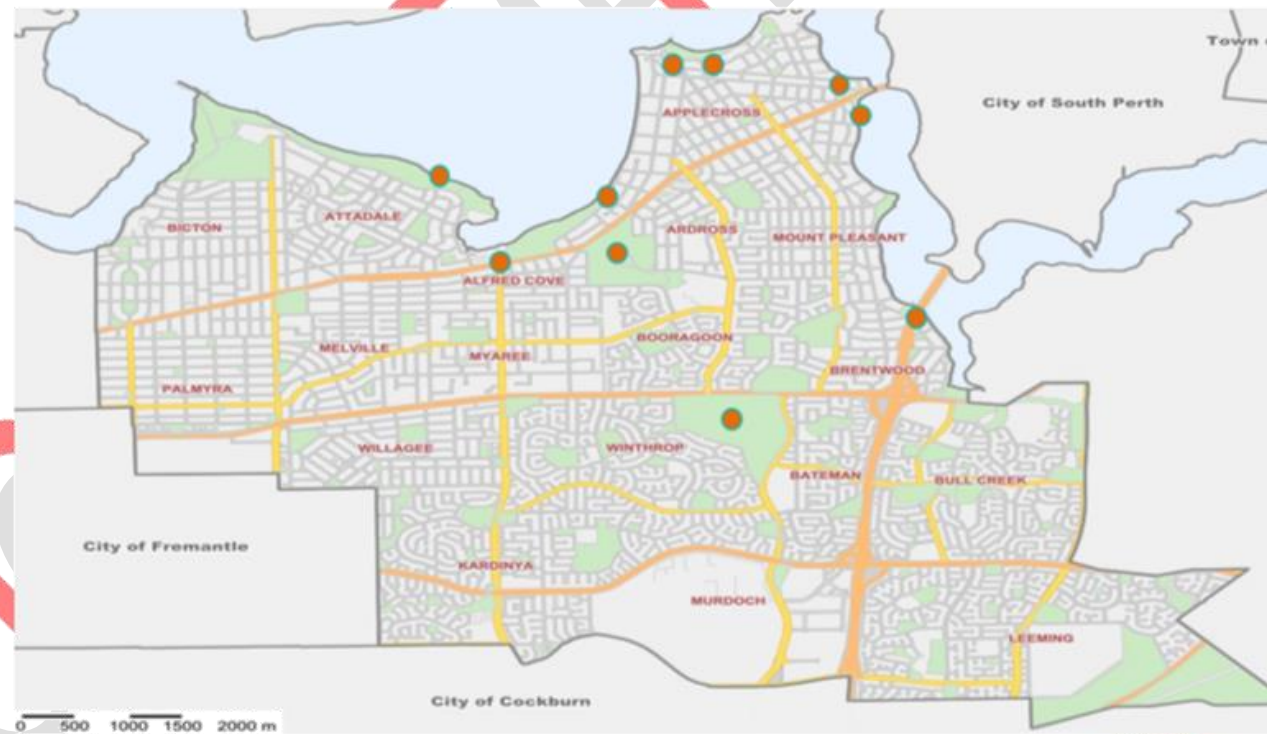 Town
City of South Perth
APPLECROSS
ATTADALE
BICTON
ARDROSS
MOUNT PLEASANT
ALFRED COVE
BOORAGOON
MELVILLE
MYAREE
BRENTWOOD
PALMYRA
WILLAGEE
WINTHROP
BATEMAN
BULL CREEK
City of Fremantle
KARDINYA
MURDOCH
LEEMING
City of Cockburn
0 500 1000 1500 2000 m